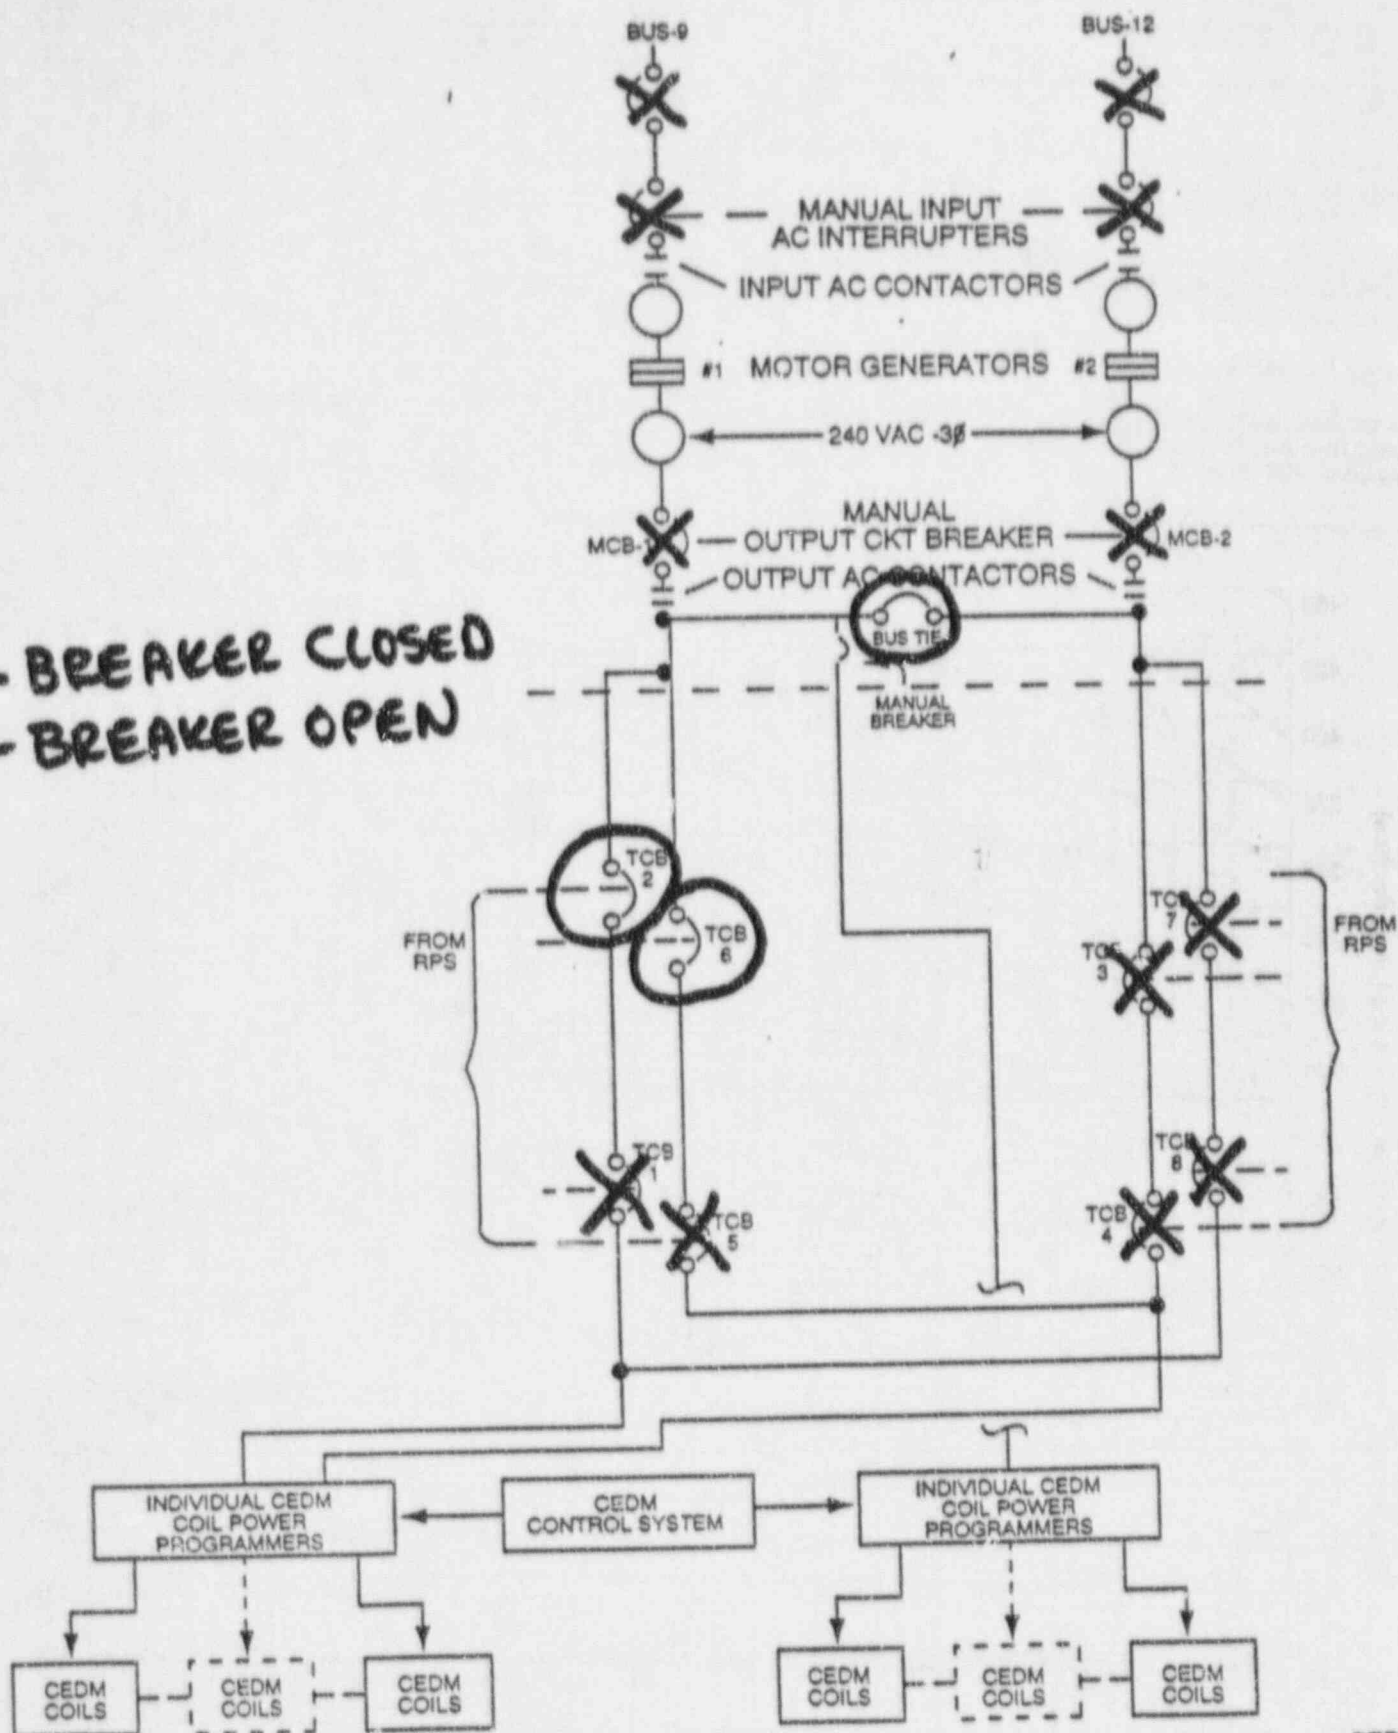 BUS-9
BUS-12
MANUAL INPUT
AC INTERRUPTERS
INPUT AC CONTACTORS
#1 MOTOR GENERATORS #2
240 VAC -3Ø
MANUAL
OUTPUT CKT BREAKER
MCB-1
MCB-2
OUTPUT AC CONTACTORS
BUS TIE
MANUAL
BREAKER
- BREAKER CLOSED
- BREAKER OPEN
TCB
2
TCB
6
FROM
RPS
7
3
FROM
RPS
TCB
1
TCB
5
8
TCB
4
INDIVIDUAL CEDM
COIL POWER
PROGRAMMERS
CEDM
CONTROL SYSTEM
INDIVIDUAL CEDM
COIL POWER
PROGRAMMERS
CEDM
COILS
CEDM
COILS
CEDM
COILS
CEDM
COILS
CEDM
COILS
CEDM
COILS